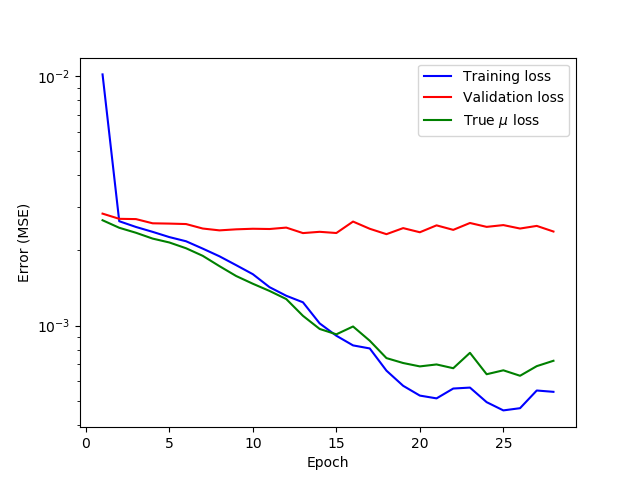 Training loss
Validation loss
True μ loss
10⁻²
10⁻³
Error (MSE)
0 5 10 15 20 25
Epoch